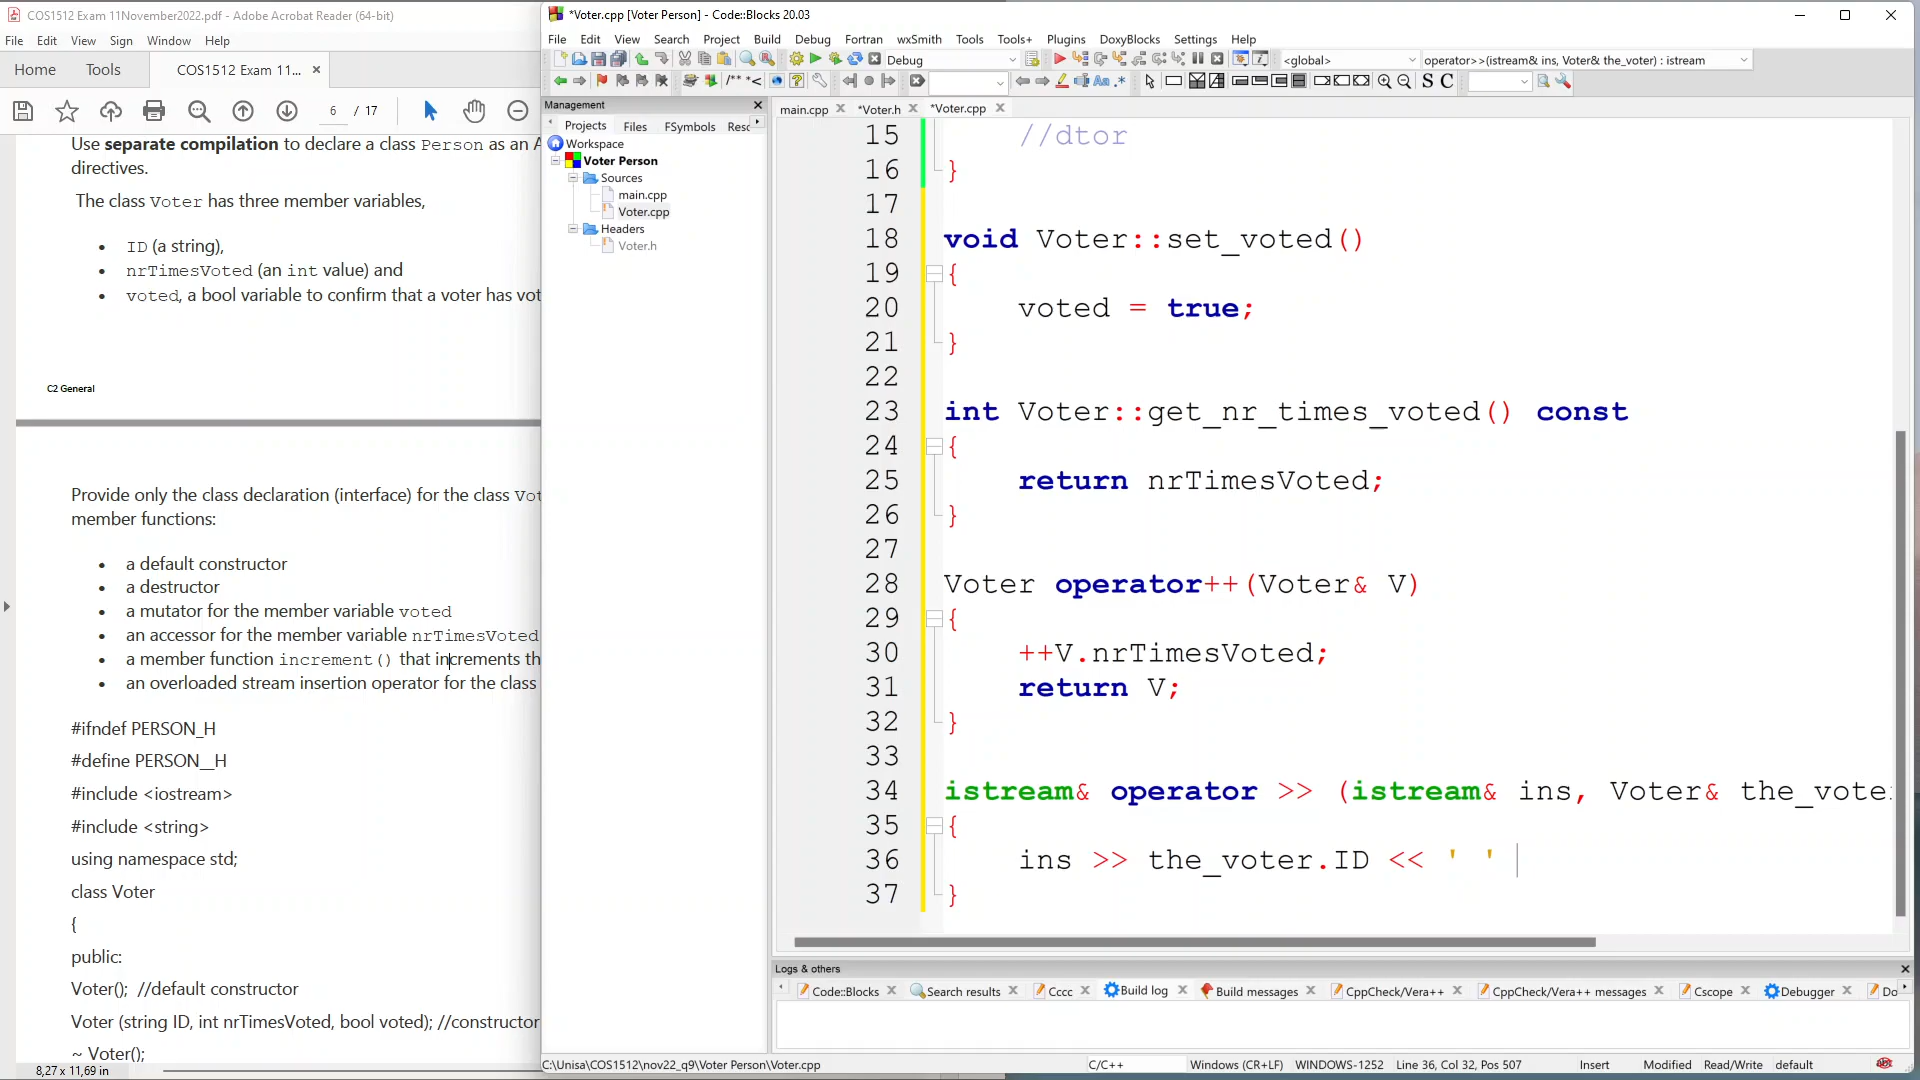 COS1512 Exam 11November2022.pdf - Adobe Acrobat Reader (64-bit)
File Edit View Sign Window Help
Home Tools COS1512 Exam 11... ×
6 / 17
Use separate compilation to declare a class Person as an A
directives.
The class Voter has three member variables,
• ID (a string),
• nrTimesVoted (an int value) and
• voted, a bool variable to confirm that a voter has vot
C2 General
Provide only the class declaration (interface) for the class Vot
member functions:
• a default constructor
• a destructor
• a mutator for the member variable voted
• an accessor for the member variable nrTimesVoted
• a member function increment() that increments th
• an overloaded stream insertion operator for the class
#ifndef PERSON_H
#define PERSON__H
#include <iostream>
#include <string>
using namespace std;
class Voter
{
public:
Voter(); //default constructor
Voter (string ID, int nrTimesVoted, bool voted); //constructor
~ Voter();
8,27 x 11,69 in
*Voter.cpp [Voter Person] - Code::Blocks 20.03
File Edit View Search Project Build Debug Fortran wxSmith Tools Tools+ Plugins DoxyBlocks Settings Help
Debug <global> operator>>(istream& ins, Voter& the_voter) : istream
/** *< Aa .* S C
Management
Projects Files FSymbols Resc
Workspace
Voter Person
Sources
main.cpp
Voter.cpp
Headers
Voter.h
main.cpp *Voter.h *Voter.cpp
15 //dtor
16 }
17
18 void Voter::set_voted()
19 {
20 voted = true;
21 }
22
23 int Voter::get_nr_times_voted() const
24 {
25 return nrTimesVoted;
26 }
27
28 Voter operator++(Voter& V)
29 {
30 ++V.nrTimesVoted;
31 return V;
32 }
33
34 istream& operator >> (istream& ins, Voter& the_vote
35 {
36 ins >> the_voter.ID << ' '
37 }
Logs & others
Code::Blocks Search results Cccc Build log Build messages CppCheck/Vera++ CppCheck/Vera++ messages Cscope Debugger Do
C:\Unisa\COS1512\nov22_q9\Voter Person\Voter.cpp C/C++ Windows (CR+LF) WINDOWS-1252 Line 36, Col 32, Pos 507 Insert Modified Read/Write default